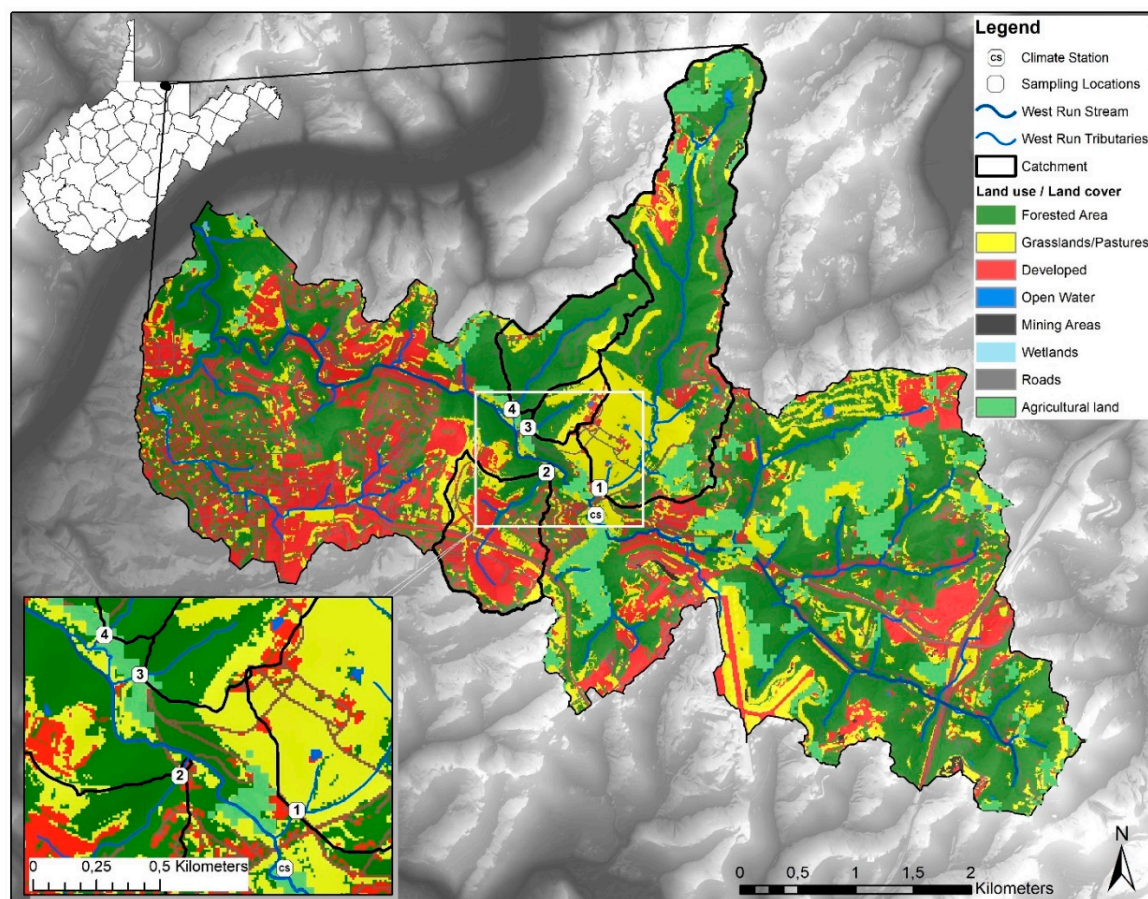 Legend
CS Climate Station
Sampling Locations
West Run Stream
West Run Tributaries
Catchment
Land use / Land cover
Forested Area
Grasslands/Pastures
Developed
Open Water
Mining Areas
Wetlands
Roads
Agricultural land
4
3
2
1
CS
4
3
2
1
CS
0 0,25 0,5 Kilometers
N
0 0,5 1 1,5 2
Kilometers